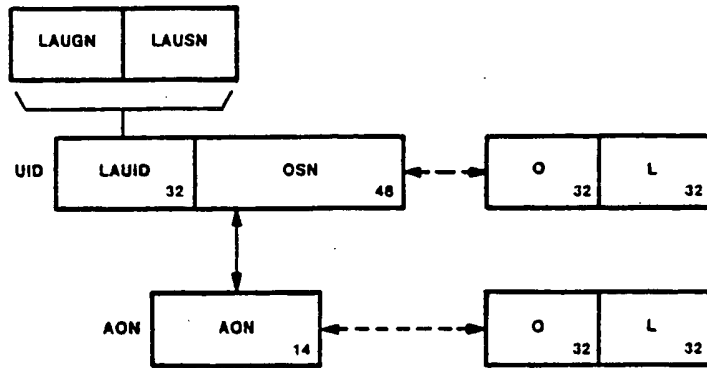 LAUGN LAUSN
UID LAUID 32 OSN 48 O 32 L 32
AON AON 14 O 32 L 32